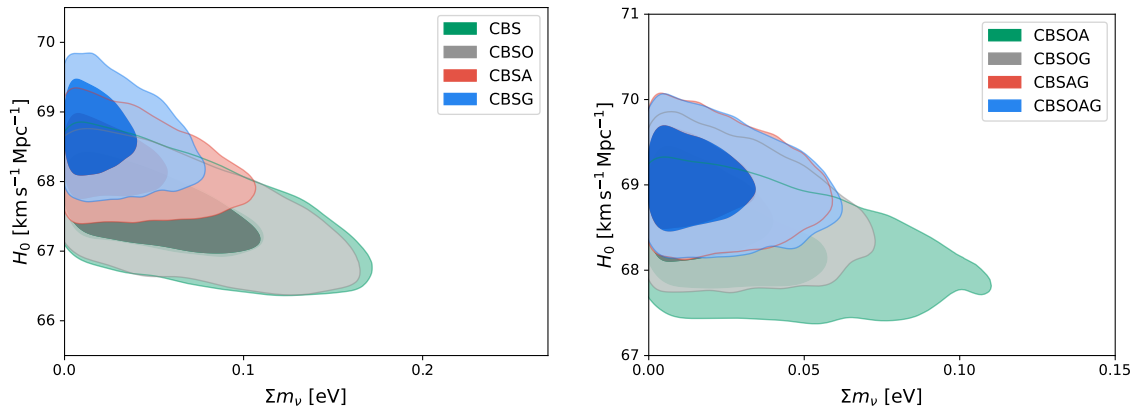 70
69
68
67
66
0.0
0.1
0.2
H₀ [km s⁻¹ Mpc⁻¹]
Σmᵥ [eV]
CBS
CBSO
CBSA
CBSG
71
70
69
68
67
0.00
0.05
0.10
0.15
H₀ [km s⁻¹ Mpc⁻¹]
Σmᵥ [eV]
CBSOA
CBSOG
CBSAG
CBSOAG